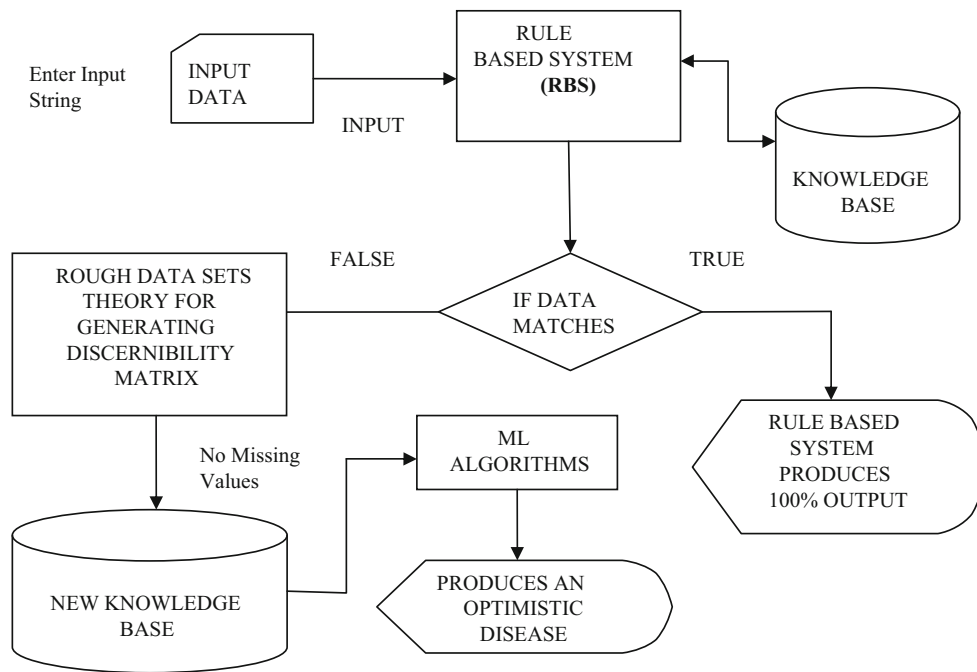 Enter Input
String
INPUT
DATA
INPUT
RULE
BASED SYSTEM
(RBS)
KNOWLEDGE
BASE
FALSE
TRUE
IF DATA
MATCHES
ROUGH DATA SETS
THEORY FOR
GENERATING
DISCERNIBILITY
MATRIX
RULE BASED
SYSTEM
PRODUCES
100% OUTPUT
No Missing
Values
ML
ALGORITHMS
NEW KNOWLEDGE
BASE
PRODUCES AN
OPTIMISTIC
DISEASE